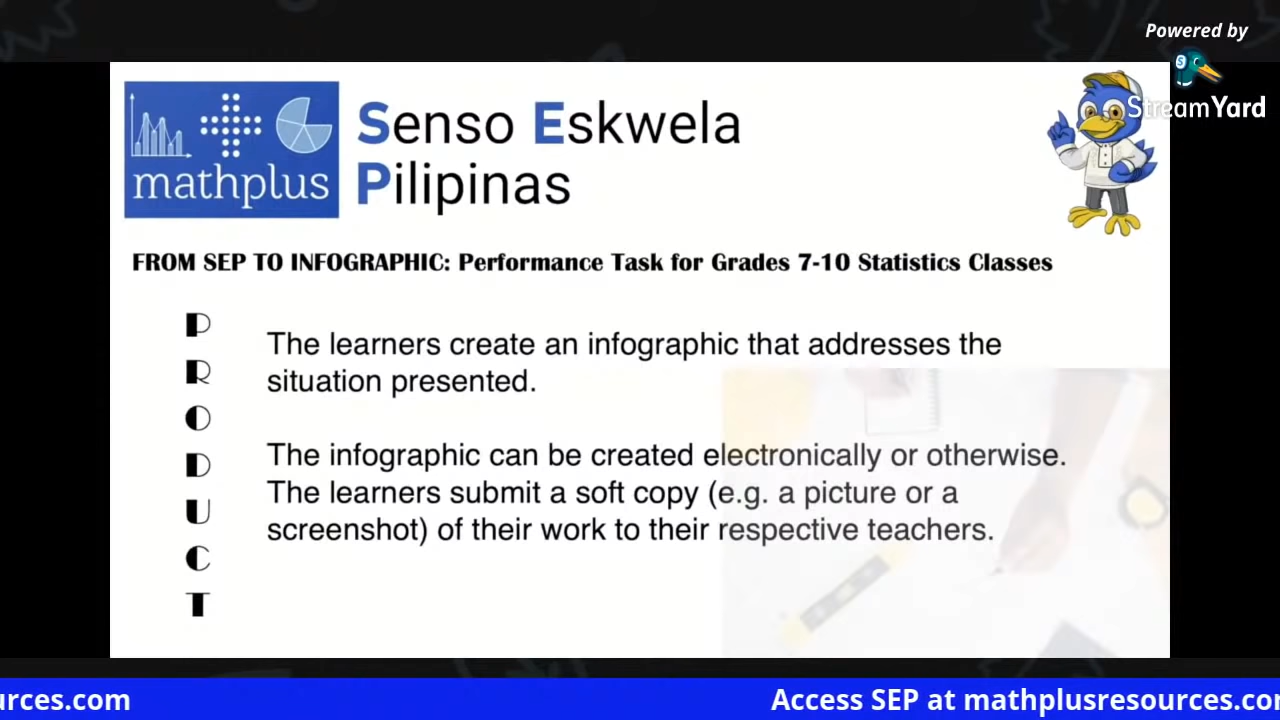 Powered by
StreamYard
mathplus
Senso Eskwela
Pilipinas
FROM SEP TO INFOGRAPHIC: Performance Task for Grades 7-10 Statistics Classes
PRODUCT
The learners create an infographic that addresses the
situation presented.
The infographic can be created electronically or otherwise.
The learners submit a soft copy (e.g. a picture or a
screenshot) of their work to their respective teachers.
urces.com
Access SEP at mathplusresources.co